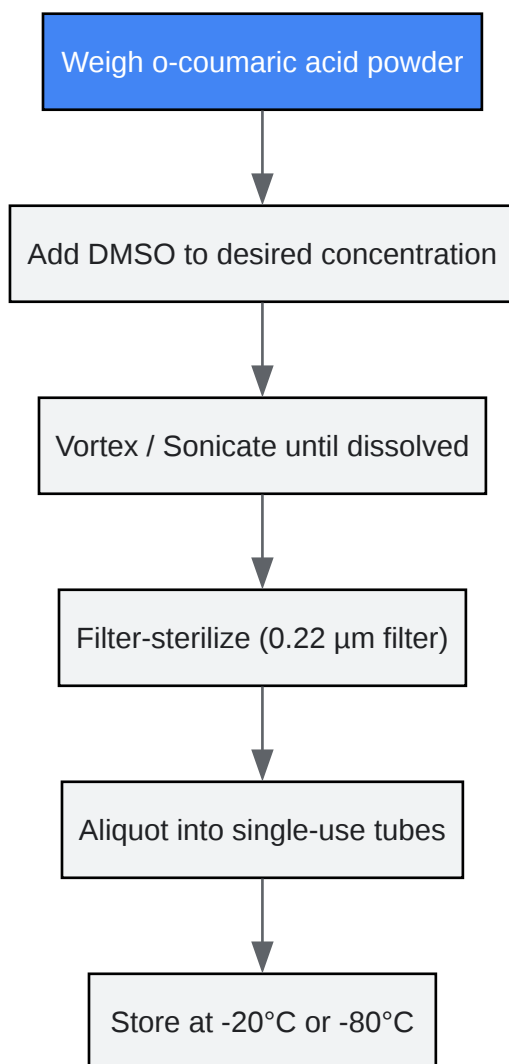 Weigh o-coumaric acid powder
Add DMSO to desired concentration
Vortex / Sonicate until dissolved
Filter-sterilize (0.22 µm filter)
Aliquot into single-use tubes
Store at -20°C or -80°C